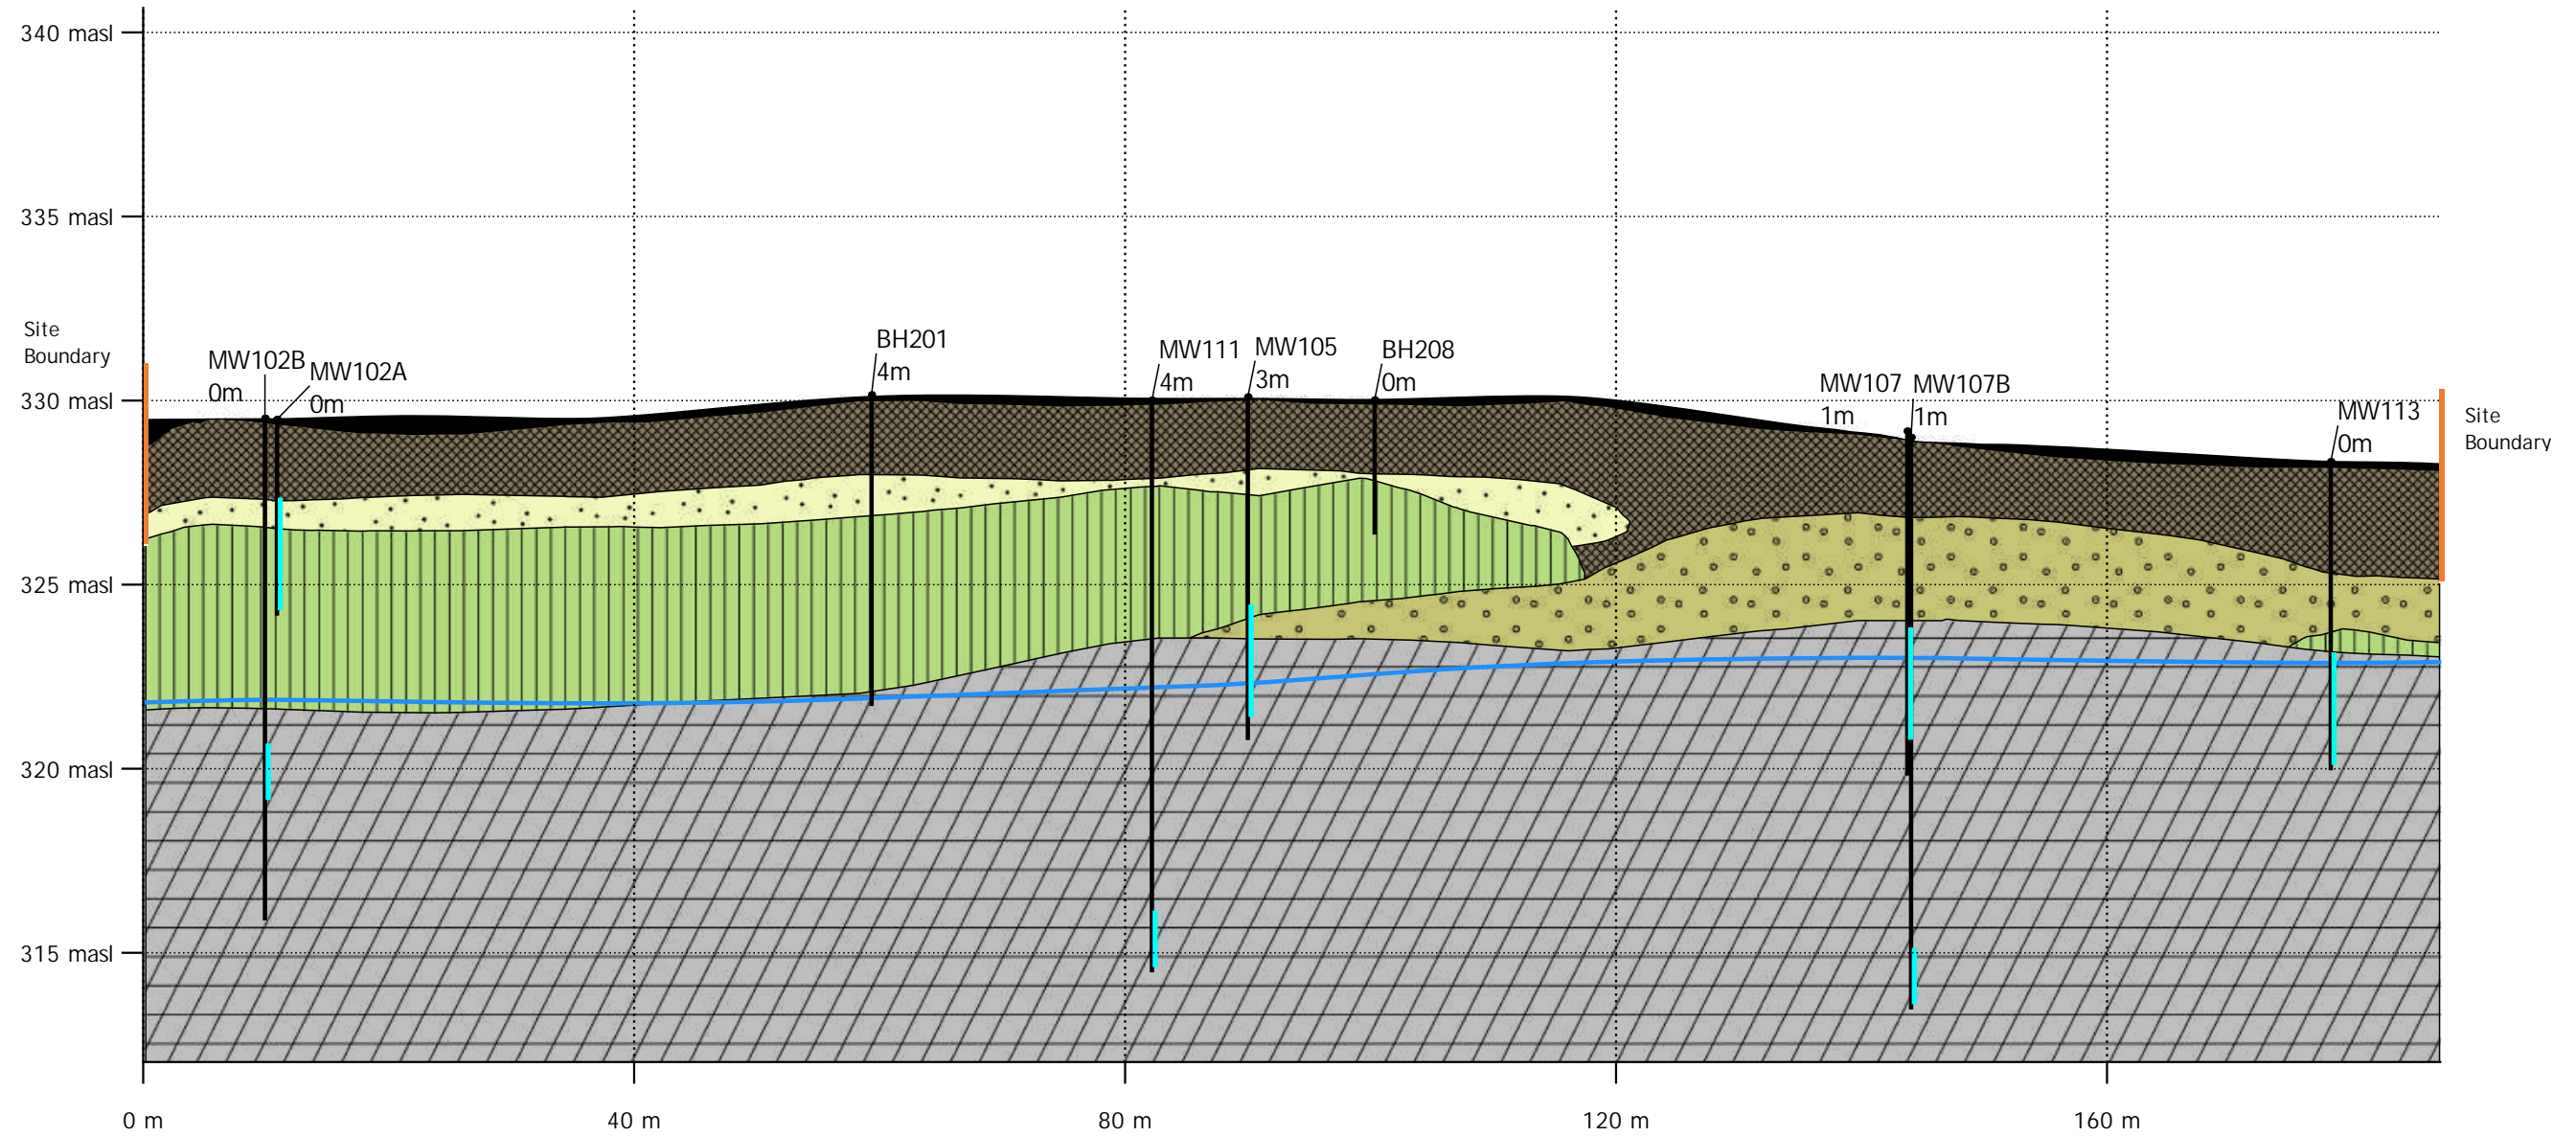 340 masl
335 masl
330 masl
325 masl
320 masl
315 masl
Site
Boundary
MW102B
0m
MW102A
0m
BH201
4m
MW111
4m
MW105
3m
BH208
0m
MW107
1m
MW107B
1m
MW113
0m
Site
Boundary
0 m
40 m
80 m
120 m
160 m